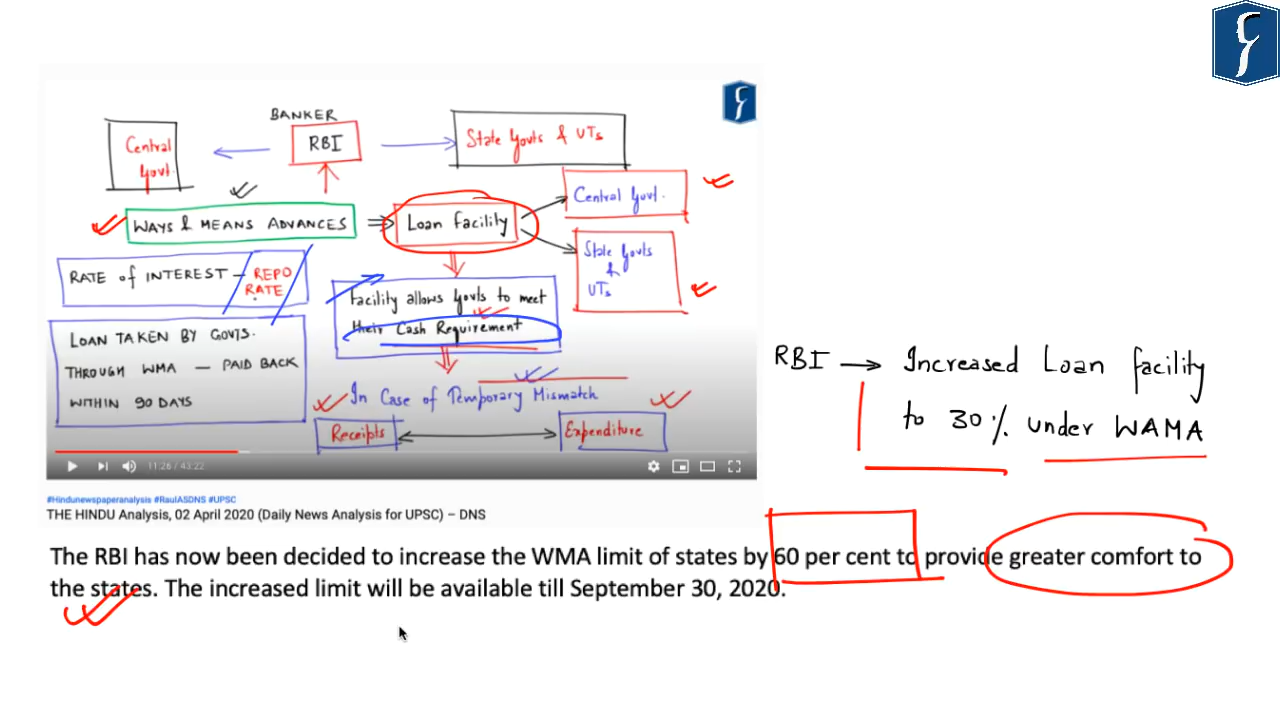 BANKER
Central Govt.
RBI
State Govts & UTs
WAYS & MEANS ADVANCES
Loan facility
Central Govt.
State Govts & UTs
RATE of INTEREST – REPO RATE
Facility allows Govts to meet
their Cash Requirement
LOAN TAKEN BY GOVTS.
THROUGH WMA – PAID BACK
WITHIN 90 DAYS
In Case of Temporary Mismatch
Receipts
Expenditure
11:26 / 43:22
#Hindunewspaperanalysis #RauIASDNS #UPSC
THE HINDU Analysis, 02 April 2020 (Daily News Analysis for UPSC) – DNS
RBI → Increased Loan facility
to 30% under WAMA
The RBI has now been decided to increase the WMA limit of states by 60 per cent to provide greater comfort to
the states. The increased limit will be available till September 30, 2020.